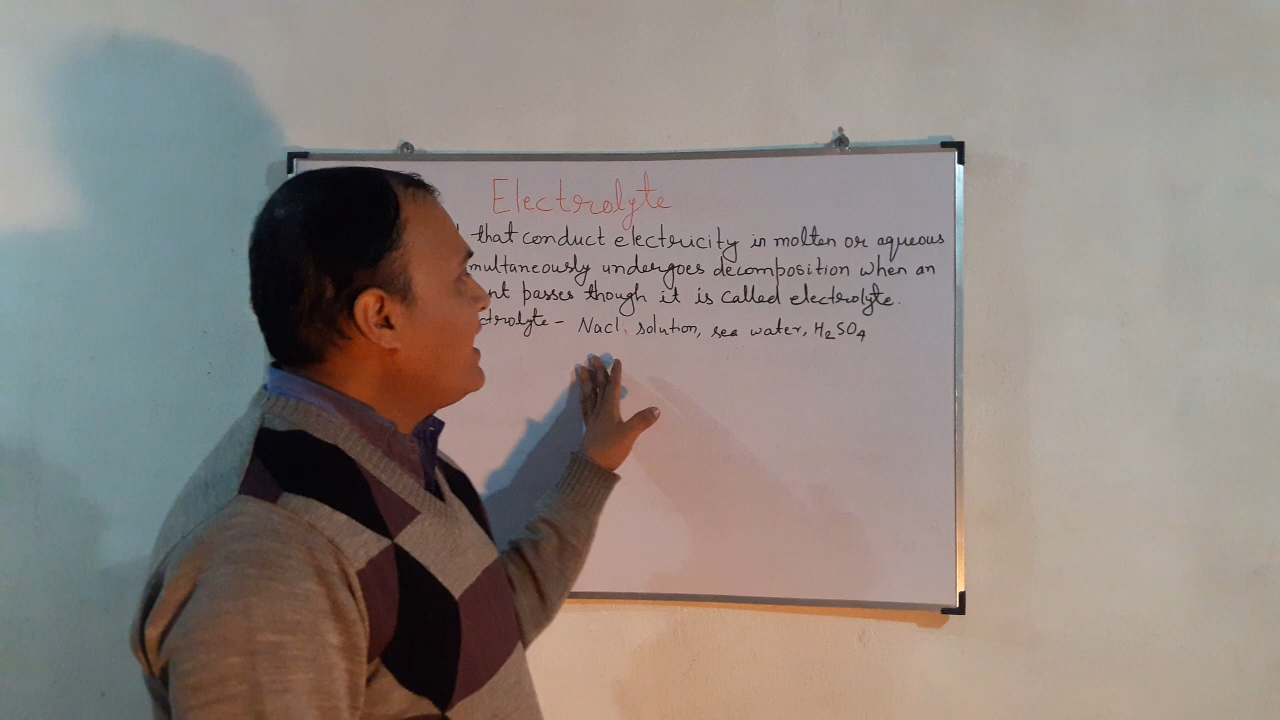 Electrolyte
that conduct electricity in molten or aqueous
multaneously undergoes decomposition when an
nt passes though it is called electrolyte.
ctrolyte - Nacl solution, sea water, H₂SO₄